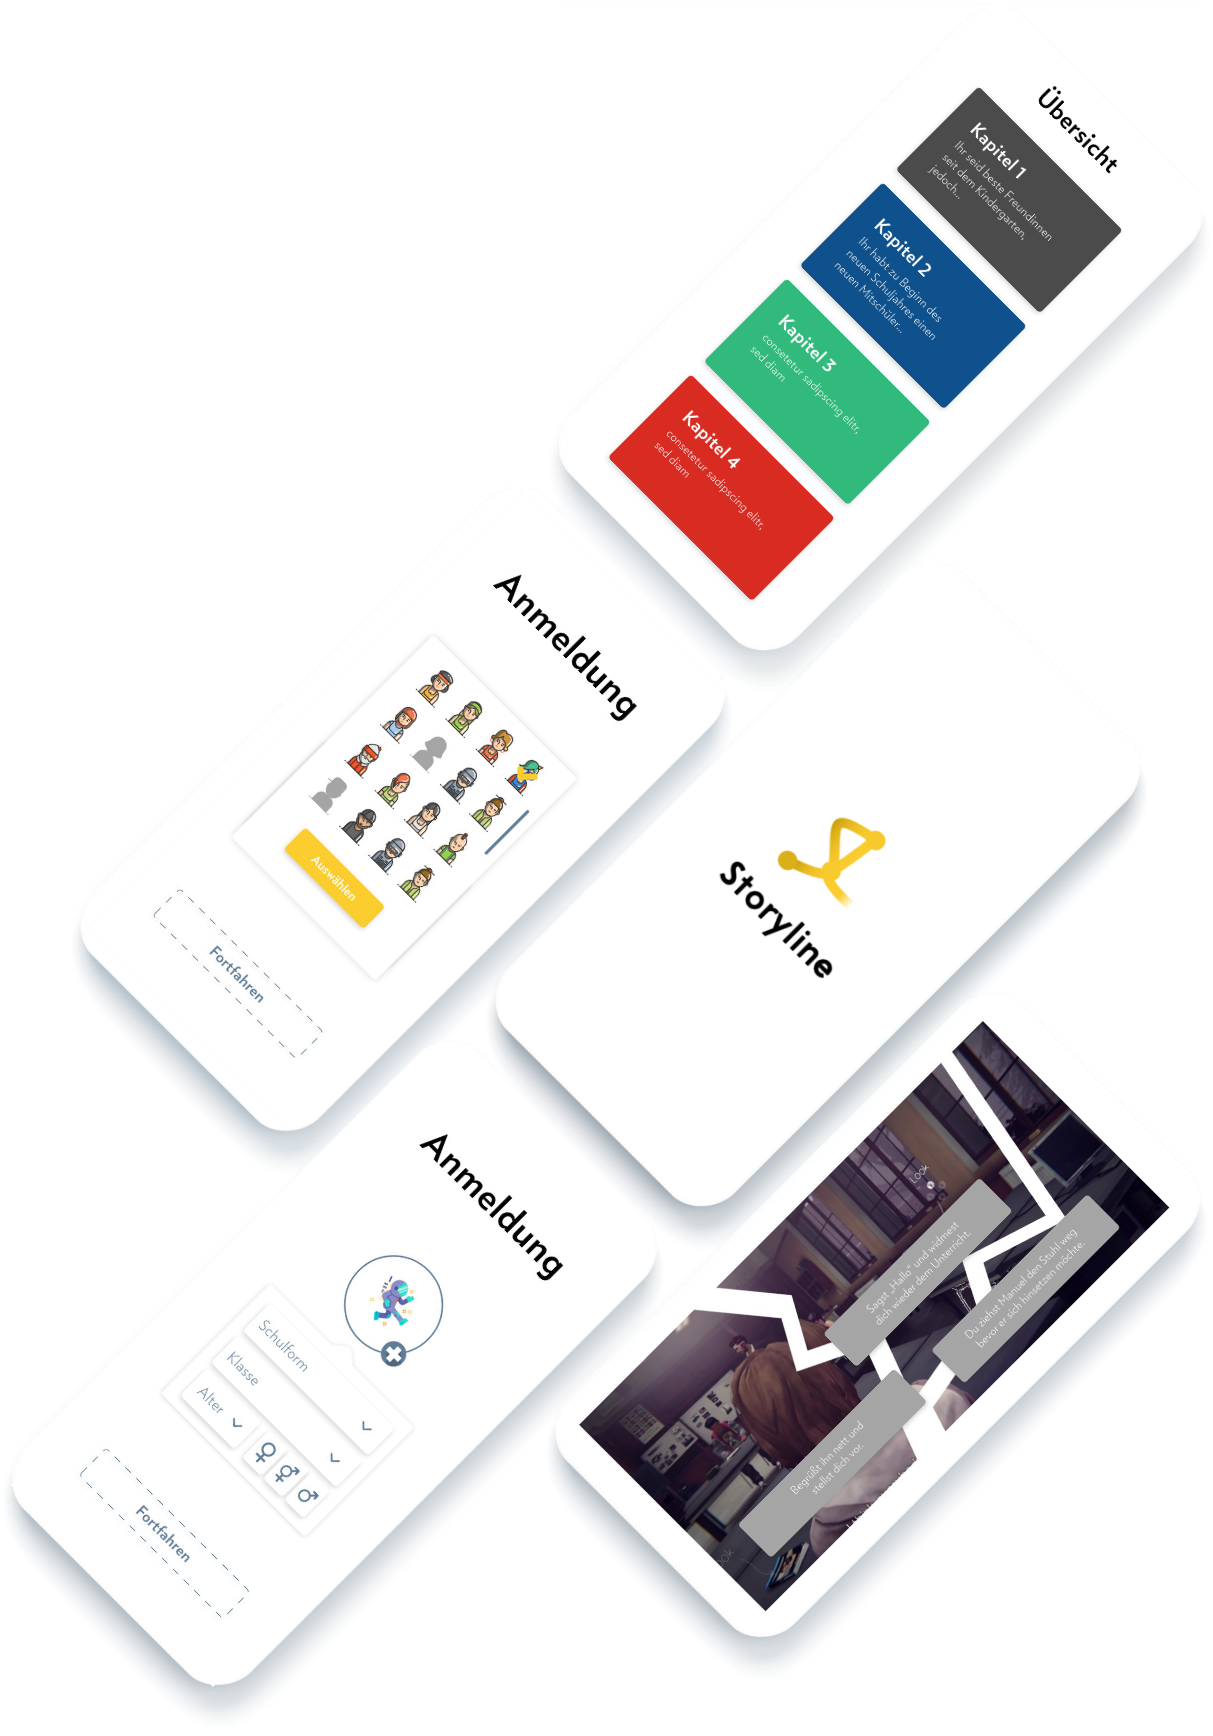 Übersicht
Kapitel 1
Ihr seid beste Freundinnen
seit dem Kindergarten,
jedoch...
Kapitel 2
Ihr habt zu Beginn des
neuen Schuljahres einen
neuen Mitschüler...
Kapitel 3
consetetur sadipscing elitr,
sed diam
Kapitel 4
consetetur sadipscing elitr,
sed diam
Anmeldung
Auswählen
Fortfahren
Storyline
Anmeldung
Schulform
Klasse
Alter
Fortfahren
Look
Sagst „Hallo“ und widmest
dich wieder dem Unterricht.
Du ziehst Manuel den Stuhl weg
bevor er sich hinsetzen möchte.
Begrüßt ihn nett und
stellst dich vor.